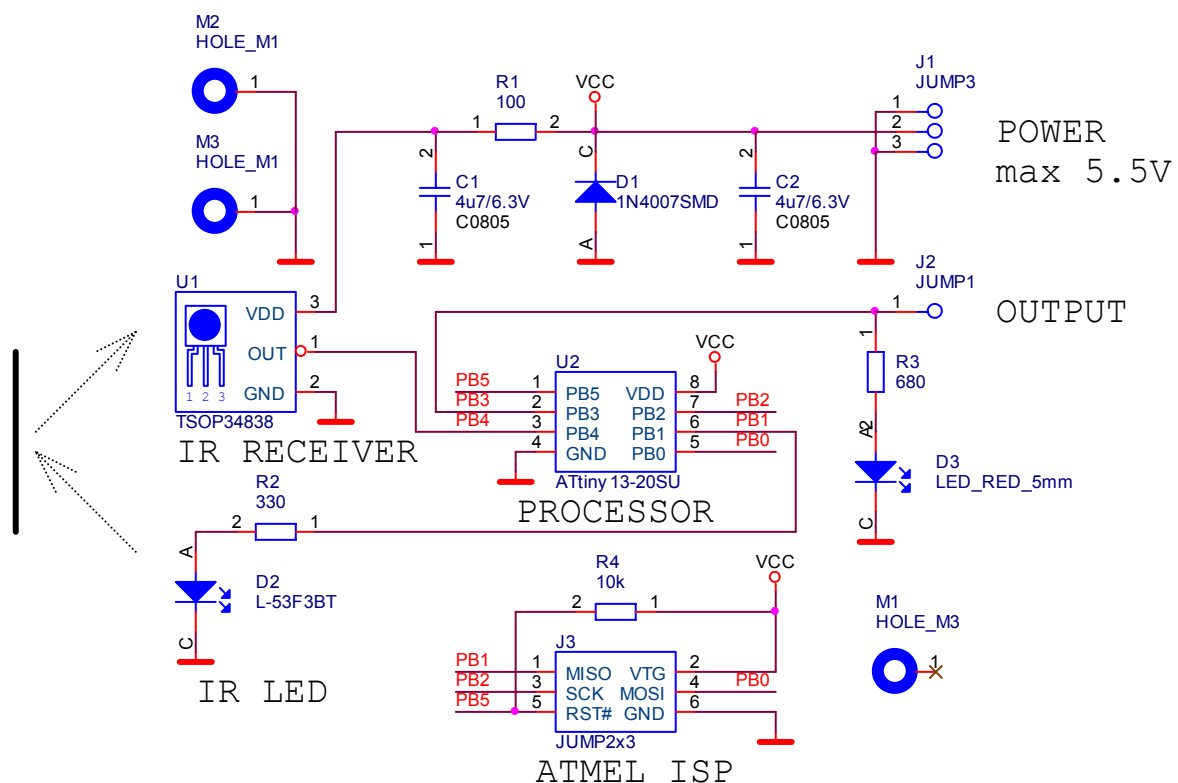 M2
HOLE_M1
1
M3
HOLE_M1
1
R1
100
1 2
VCC
J1
JUMP3
1
2
3
POWER
max 5.5V
2
C1
4u7/6.3V
C0805
1
C
D1
1N4007SMD
A
2
C2
4u7/6.3V
C0805
1
U1
VDD 3
OUT 1
GND 2
1 2 3
TSOP34838
IR RECEIVER
J2
JUMP1
1
OUTPUT
R3
680
1
A2
D3
LED_RED_5mm
C
U2
VCC
PB5 1 PB5 VDD 8
PB3 2 PB3 PB2 7 PB2
PB4 3 PB4 PB1 6 PB1
4 GND PB0 5 PB0
ATtiny13-20SU
PROCESSOR
R2
330
2 1
A
D2
L-53F3BT
C
IR LED
R4
10k
2 1
VCC
J3
PB1 1 MISO VTG 2
PB2 3 SCK MOSI 4 PB0
PB5 5 RST# GND 6
JUMP2x3
ATMEL ISP
M1
HOLE_M3
1